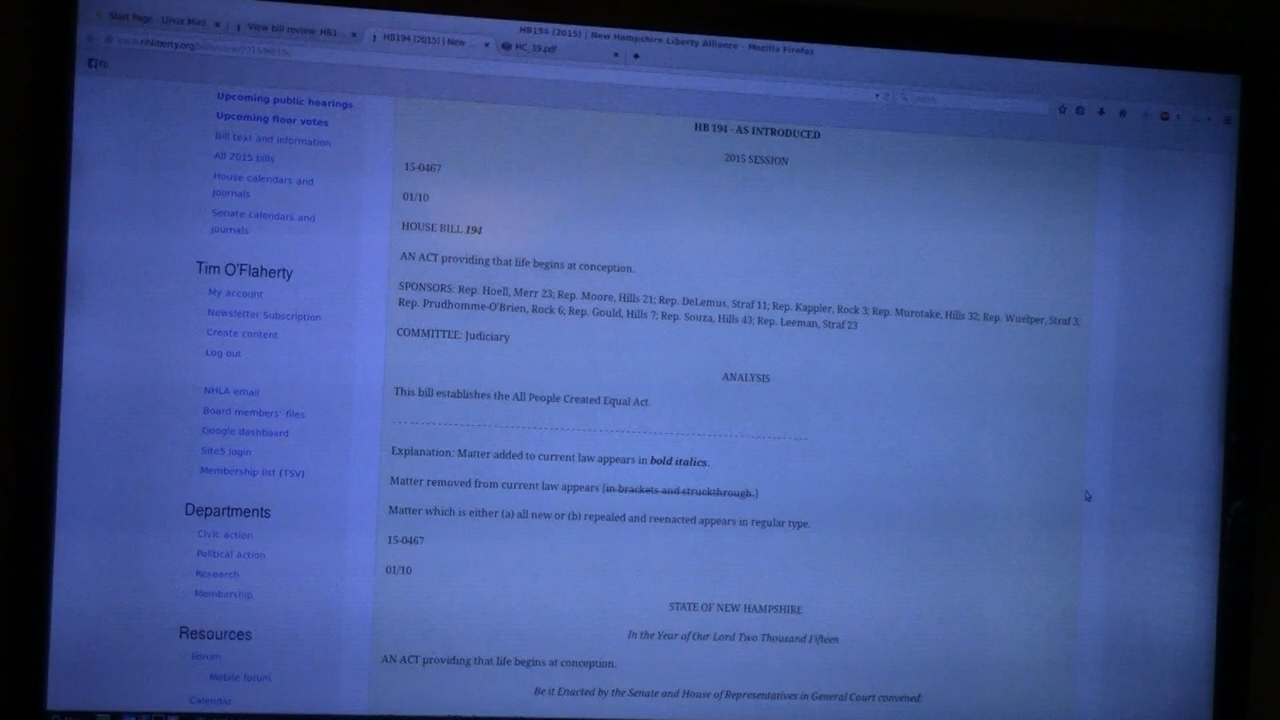 HB194 (2015) | New Hampshire Liberty Alliance - Mozilla Firefox
Start Page - Linux Mint
View bill review: HB1...
HB194 (2015) | New ...
HC_19.pdf
Upcoming public hearings
Upcoming floor votes
Bill text and information
All 2015 bills
House calendars and
journals
Senate calendars and
journals
Tim O'Flaherty
My account
Newsletter Subscription
Create content
Log out
NHLA email
Board members' files
Google dashboard
Site5 login
Membership list (TSV)
Departments
Civic action
Political action
Research
Membership
Resources
Forum
Mobile forum
Calendar
HB 194 - AS INTRODUCED
2015 SESSION
15-0467
01/10
HOUSE BILL 194
AN ACT providing that life begins at conception.
SPONSORS: Rep. Hoell, Merr 23; Rep. Moore, Hills 21; Rep. DeLemus, Straf 11; Rep. Kappler, Rock 3; Rep. Murotake, Hills 32; Rep. Wuelper, Straf 3;
Rep. Prudhomme-O'Brien, Rock 6; Rep. Gould, Hills 7; Rep. Souza, Hills 43; Rep. Leeman, Straf 23
COMMITTEE: Judiciary
ANALYSIS
This bill establishes the All People Created Equal Act.
Explanation: Matter added to current law appears in bold italics.
Matter removed from current law appears [in brackets and struckthrough.]
Matter which is either (a) all new or (b) repealed and reenacted appears in regular type.
15-0467
01/10
STATE OF NEW HAMPSHIRE
In the Year of Our Lord Two Thousand Fifteen
AN ACT providing that life begins at conception.
Be it Enacted by the Senate and House of Representatives in General Court convened: